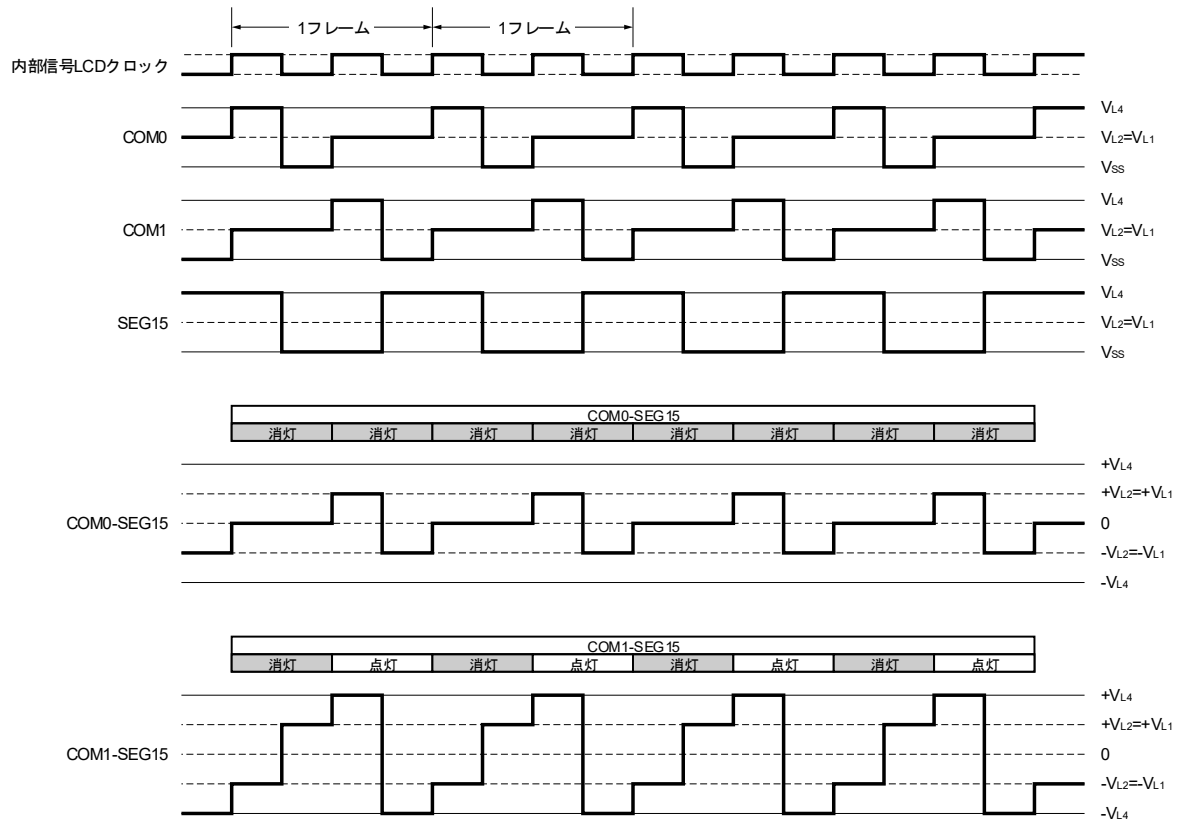 1フレーム 1フレーム
内部信号LCDクロック
COM0
VL4
VL2=VL1
VSS
COM1
VL4
VL2=VL1
VSS
SEG15
VL4
VL2=VL1
VSS
COM0-SEG15
消灯 消灯 消灯 消灯 消灯 消灯 消灯 消灯
COM0-SEG15
+VL4
+VL2=+VL1
0
-VL2=-VL1
-VL4
COM1-SEG15
消灯 点灯 消灯 点灯 消灯 点灯 消灯 点灯
COM1-SEG15
+VL4
+VL2=+VL1
0
-VL2=-VL1
-VL4